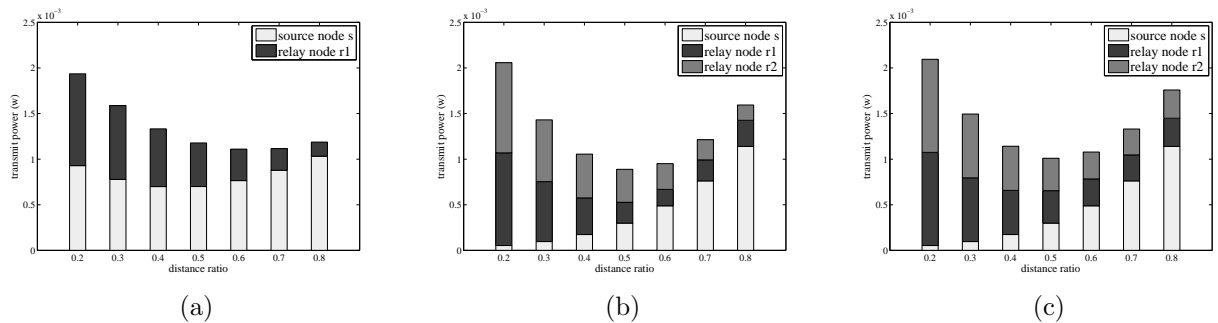 x 10⁻³
2.5
2
1.5
1
0.5
0
transmit power (w)
source node s
relay node r1
0.2 0.3 0.4 0.5 0.6 0.7 0.8
distance ratio
(a)
x 10⁻³
2.5
2
1.5
1
0.5
0
transmit power (w)
source node s
relay node r1
relay node r2
0.2 0.3 0.4 0.5 0.6 0.7 0.8
distance ratio
(b)
x 10⁻³
2.5
2
1.5
1
0.5
0
transmit power (w)
source node s
relay node r1
relay node r2
0.2 0.3 0.4 0.5 0.6 0.7 0.8
distance ratio
(c)